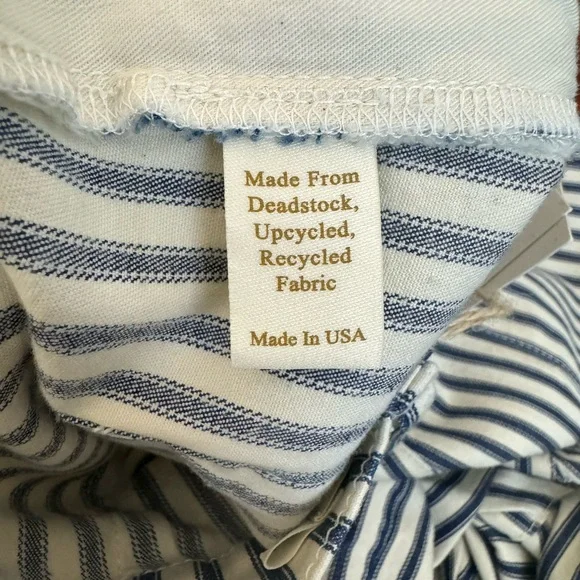 Made From
Deadstock,
Upcycled,
Recycled
Fabric
Made In USA